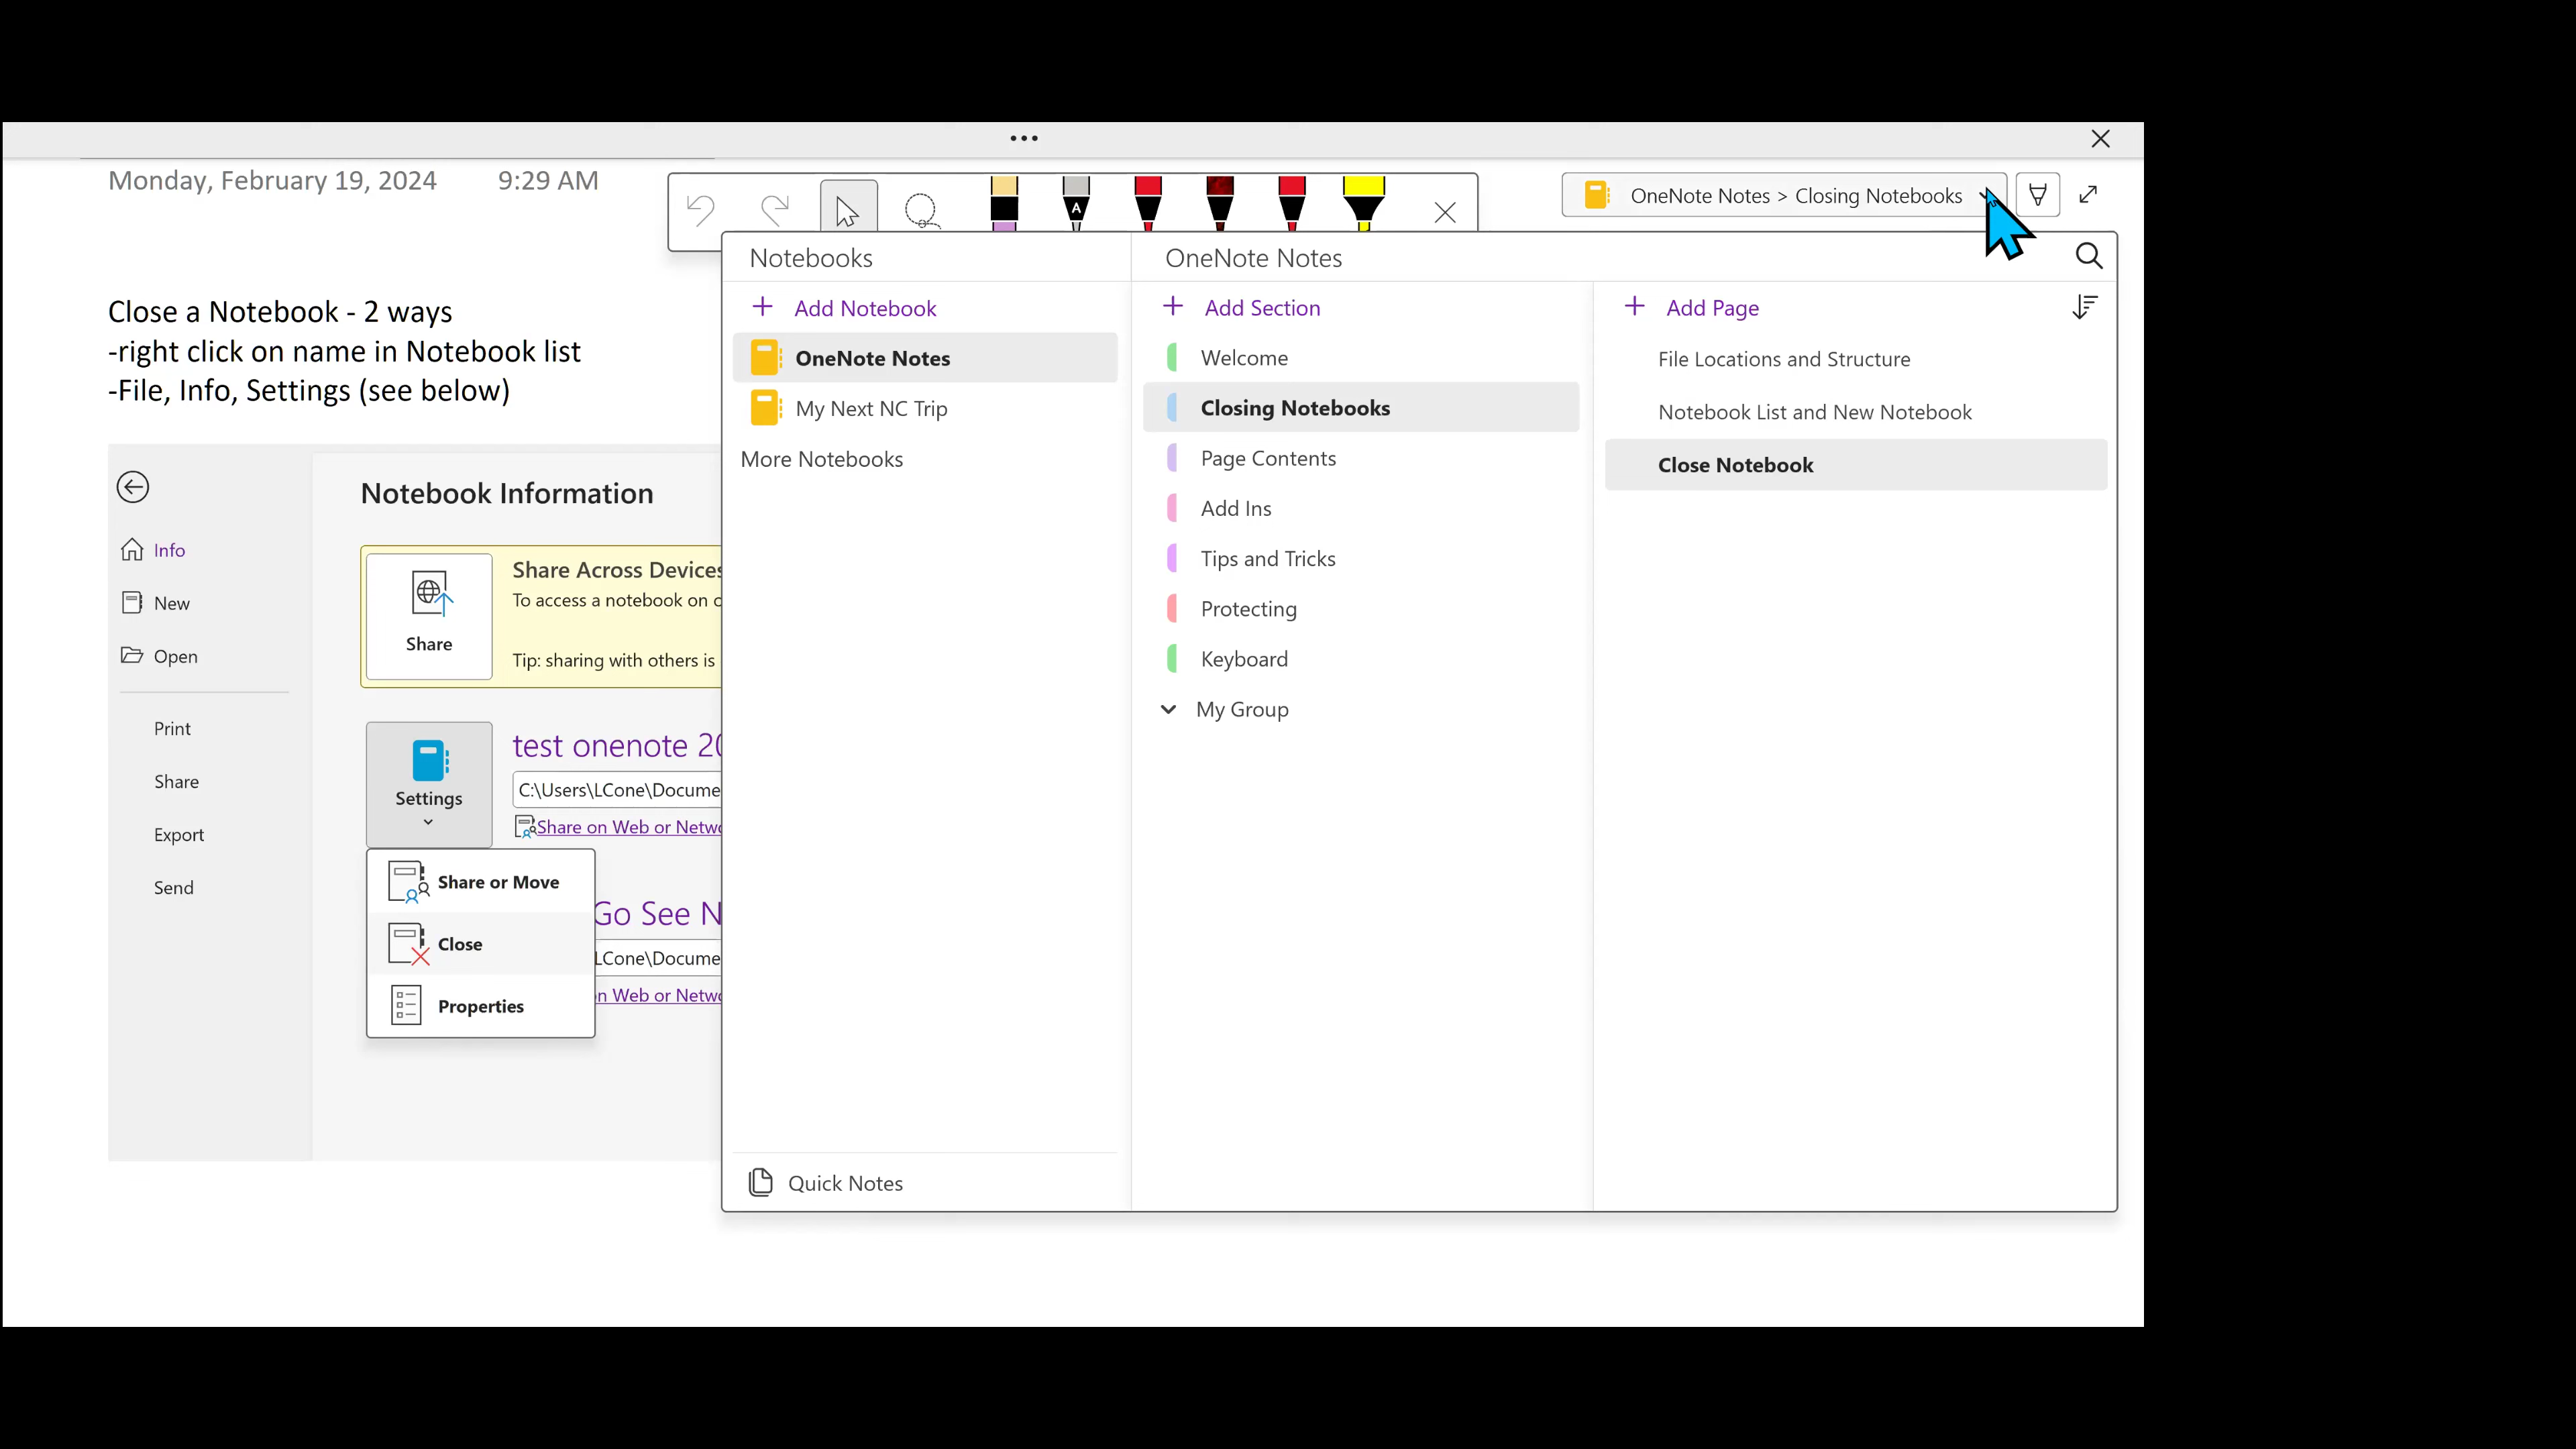 Monday, February 19, 2024 9:29 AM
OneNote Notes > Closing Notebooks
A
Close a Notebook - 2 ways
-right click on name in Notebook list
-File, Info, Settings (see below)
Info
New
Open
Print
Share
Export
Send
Notebook Information
Share
Share Across Devices
To access a notebook on
Tip: sharing with others is
Settings
test onenote
C:\Users\LCone\Docume
Share on Web or Netwo
Share or Move
Close
Properties
Go See N
LCone\Docume
n Web or Netwo
Notebooks
Add Notebook
OneNote Notes
My Next NC Trip
More Notebooks
Quick Notes
OneNote Notes
Add Section
Welcome
Closing Notebooks
Page Contents
Add Ins
Tips and Tricks
Protecting
Keyboard
My Group
Add Page
File Locations and Structure
Notebook List and New Notebook
Close Notebook